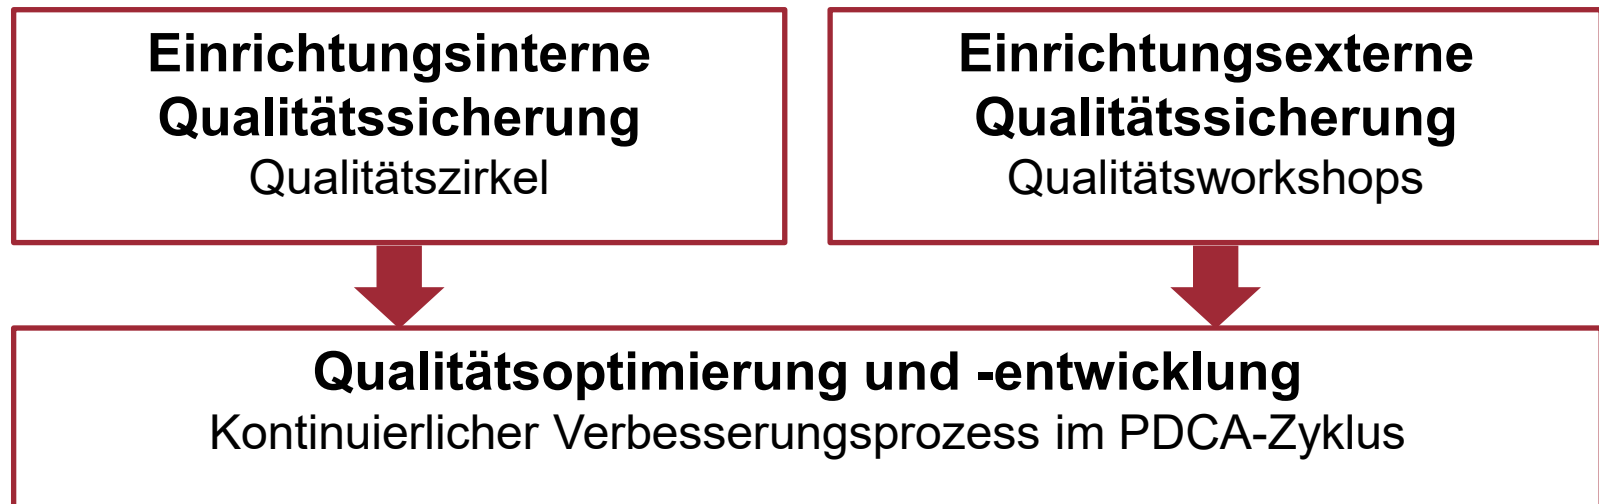 Einrichtungsinterne
Qualitätssicherung
Qualitätszirkel
Einrichtungsexterne
Qualitätssicherung
Qualitätsworkshops
Qualitätsoptimierung und -entwicklung
Kontinuierlicher Verbesserungsprozess im PDCA-Zyklus